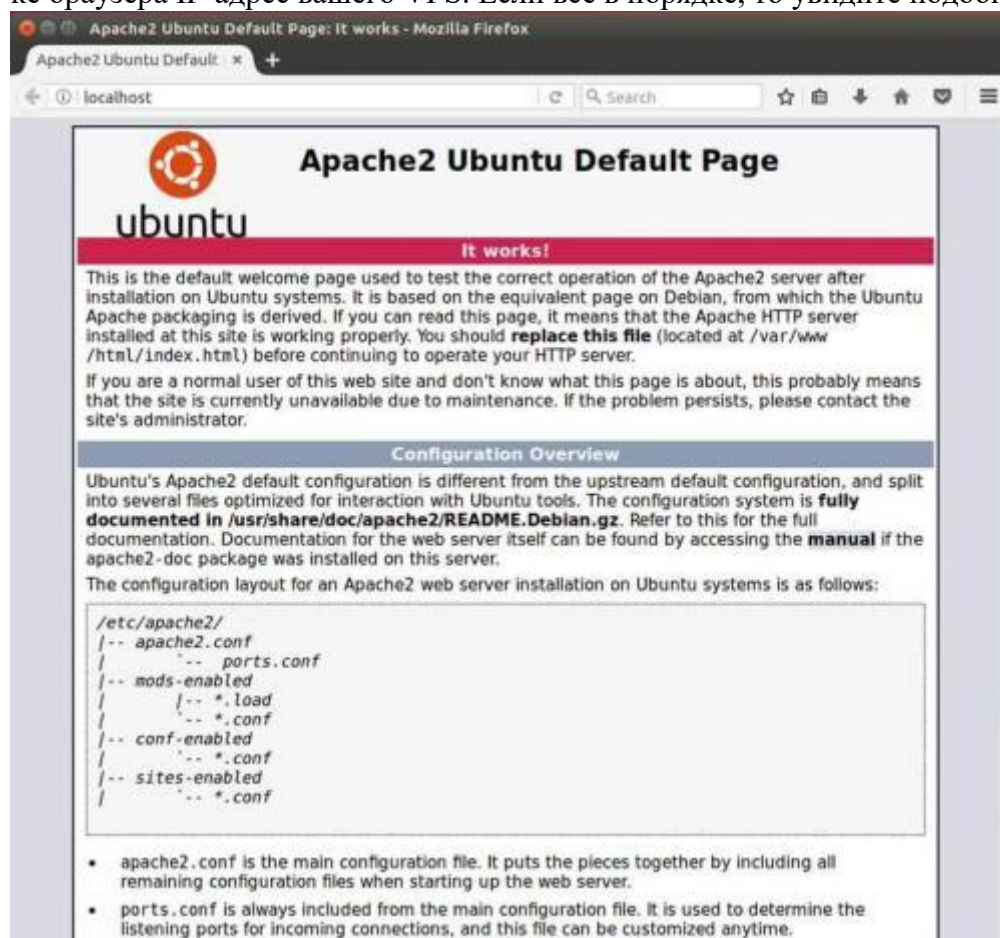 ке браузера IP-адрес вашего VPS. Если всё в порядке, то увидите подобн
Apache2 Ubuntu Default Page: It works - Mozilla Firefox
Apache2 Ubuntu Default × +
localhost
Search
ubuntu
Apache2 Ubuntu Default Page
It works!
This is the default welcome page used to test the correct operation of the Apache2 server after
installation on Ubuntu systems. It is based on the equivalent page on Debian, from which the Ubuntu
Apache packaging is derived. If you can read this page, it means that the Apache HTTP server
installed at this site is working properly. You should replace this file (located at /var/www
/html/index.html) before continuing to operate your HTTP server.
If you are a normal user of this web site and don't know what this page is about, this probably means
that the site is currently unavailable due to maintenance. If the problem persists, please contact the
site's administrator.
Configuration Overview
Ubuntu's Apache2 default configuration is different from the upstream default configuration, and split
into several files optimized for interaction with Ubuntu tools. The configuration system is fully
documented in /usr/share/doc/apache2/README.Debian.gz. Refer to this for the full
documentation. Documentation for the web server itself can be found by accessing the manual if the
apache2-doc package was installed on this server.
The configuration layout for an Apache2 web server installation on Ubuntu systems is as follows:
/etc/apache2/
|-- apache2.conf
|       `--  ports.conf
|-- mods-enabled
|       |-- *.load
|       `-- *.conf
|-- conf-enabled
|       `-- *.conf
|-- sites-enabled
|       `-- *.conf
• apache2.conf is the main configuration file. It puts the pieces together by including all
remaining configuration files when starting up the web server.
• ports.conf is always included from the main configuration file. It is used to determine the
listening ports for incoming connections, and this file can be customized anytime.